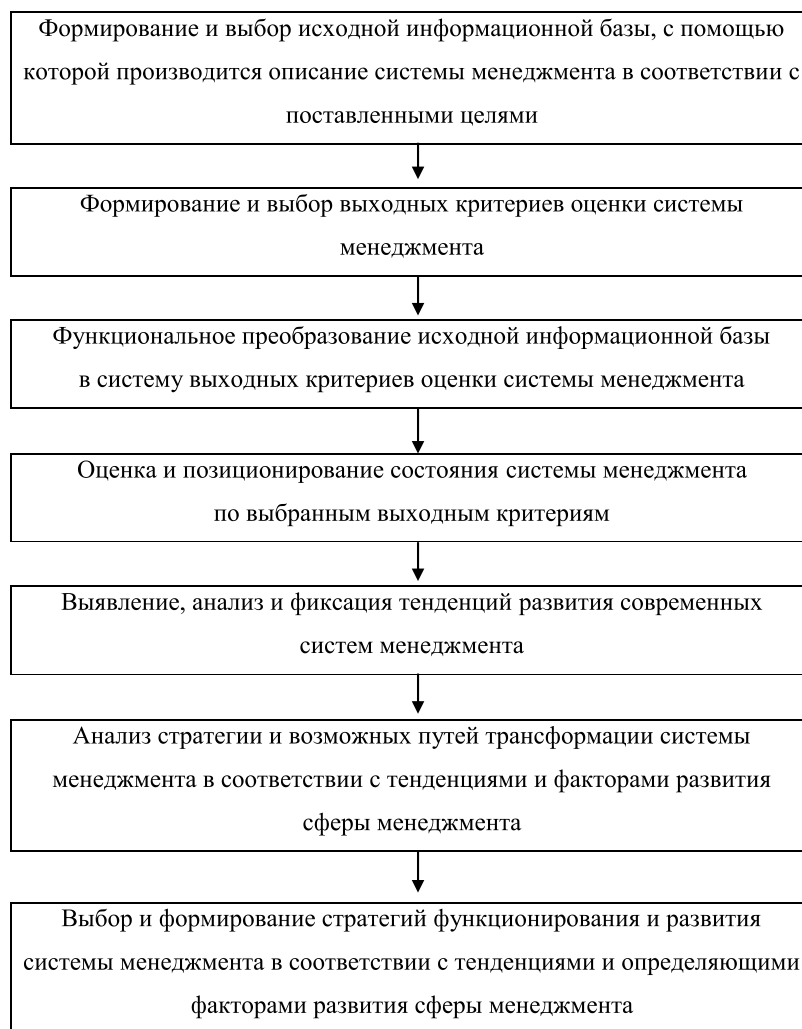 Формирование и выбор исходной информационной базы, с помощью
которой производится описание системы менеджмента в соответствии с
поставленными целями
Формирование и выбор выходных критериев оценки системы
менеджмента
Функциональное преобразование исходной информационной базы
в систему выходных критериев оценки системы менеджмента
Оценка и позиционирование состояния системы менеджмента
по выбранным выходным критериям
Выявление, анализ и фиксация тенденций развития современных
систем менеджмента
Анализ стратегии и возможных путей трансформации системы
менеджмента в соответствии с тенденциями и факторами развития
сферы менеджмента
Выбор и формирование стратегий функционирования и развития
системы менеджмента в соответствии с тенденциями и определяющими
факторами развития сферы менеджмента